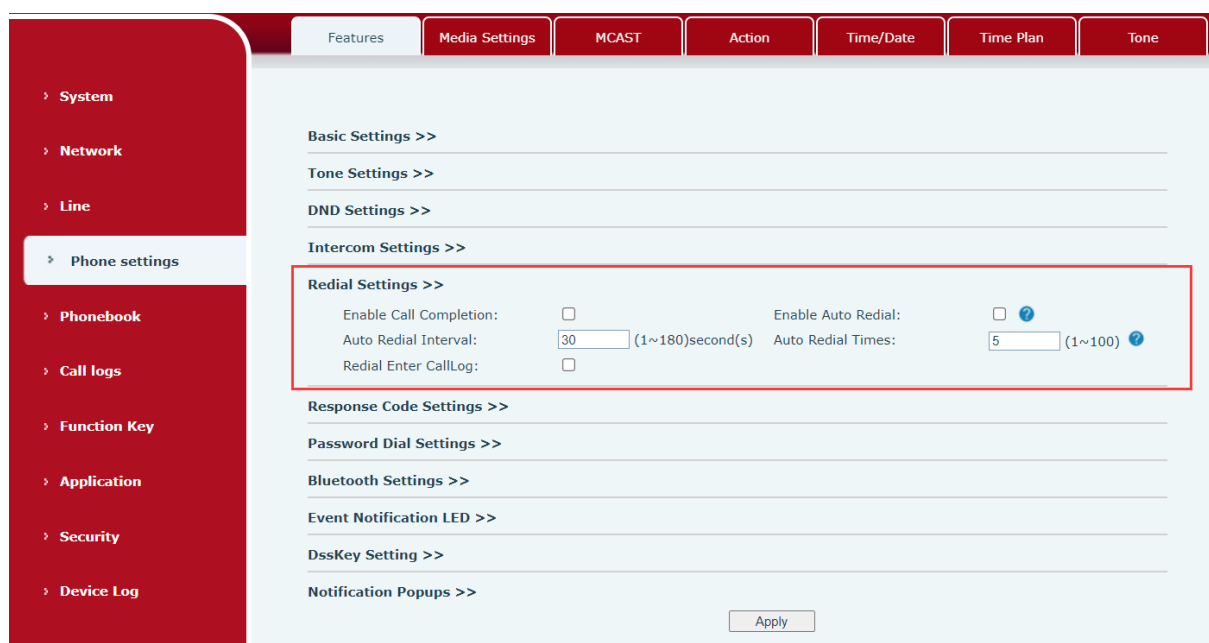 Features Media Settings MCAST Action Time/Date Time Plan Tone
System
Network
Line
Phone settings
Phonebook
Call logs
Function Key
Application
Security
Device Log
Basic Settings >>
Tone Settings >>
DND Settings >>
Intercom Settings >>
Redial Settings >>
Enable Call Completion: Enable Auto Redial: ?
Auto Redial Interval: 30 (1~180)second(s) Auto Redial Times: 5 (1~100) ?
Redial Enter CallLog:
Response Code Settings >>
Password Dial Settings >>
Bluetooth Settings >>
Event Notification LED >>
DssKey Setting >>
Notification Popups >>
Apply